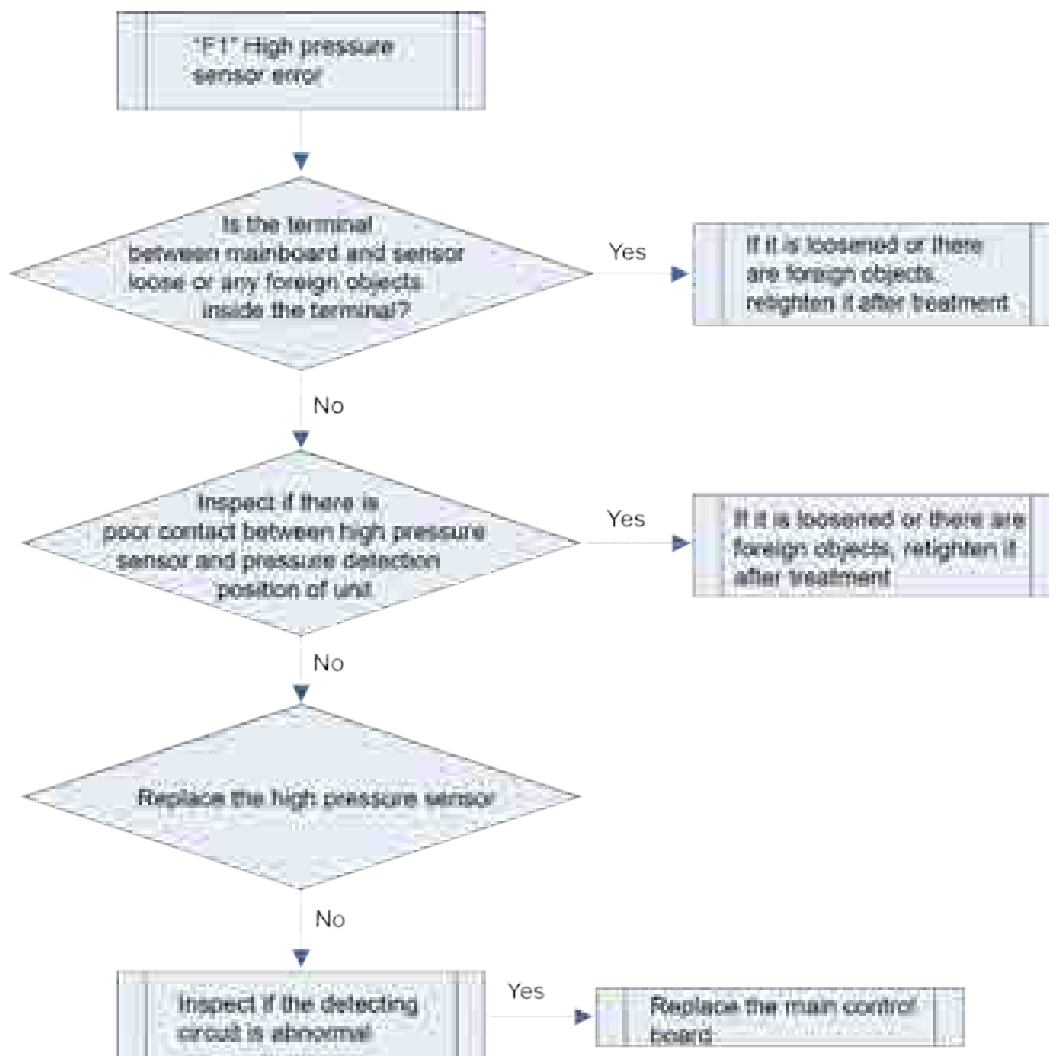 "F1" High pressure
sensor error
Is the terminal
between mainboard and sensor
loose or any foreign objects
inside the terminal?
Yes
If it is loosened or there
are foreign objects,
retighten it after treatment
No
Inspect if there is
poor contact between high pressure
sensor and pressure detection
position of unit
Yes
If it is loosened or there are
foreign objects, retighten it
after treatment
No
Replace the high pressure sensor
No
Inspect if the detecting
circuit is abnormal
Yes
Replace the main control
board